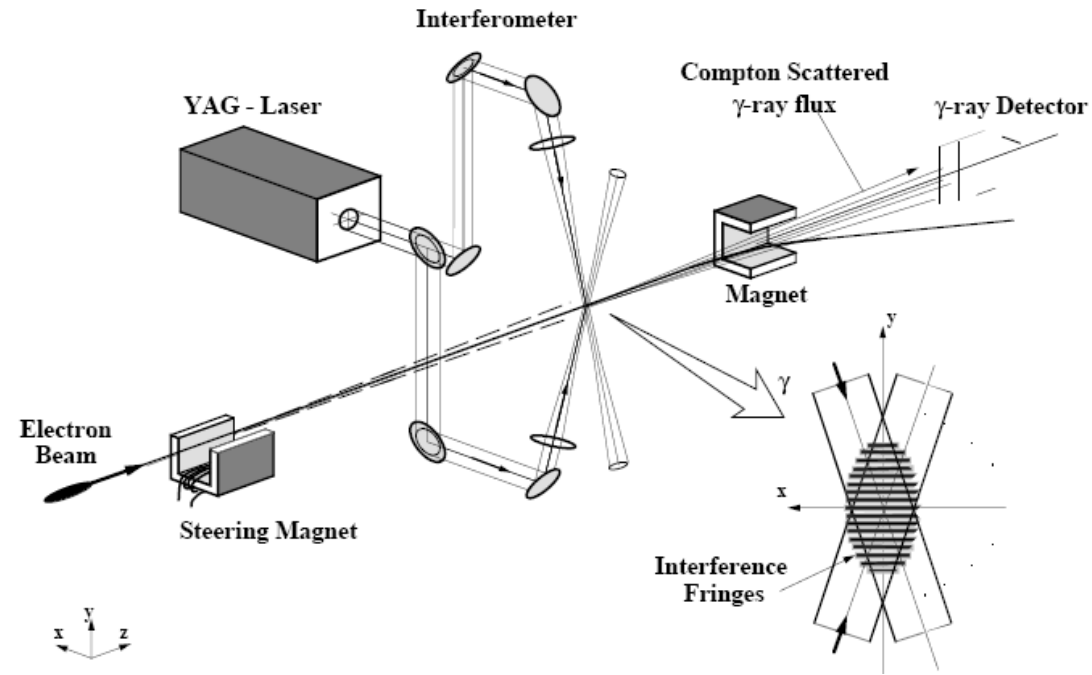 Interferometer
YAG - Laser
Compton Scattered
γ-ray flux
γ-ray Detector
Magnet
Electron
Beam
Steering Magnet
γ
y
x
Interference
Fringes
y
x
z